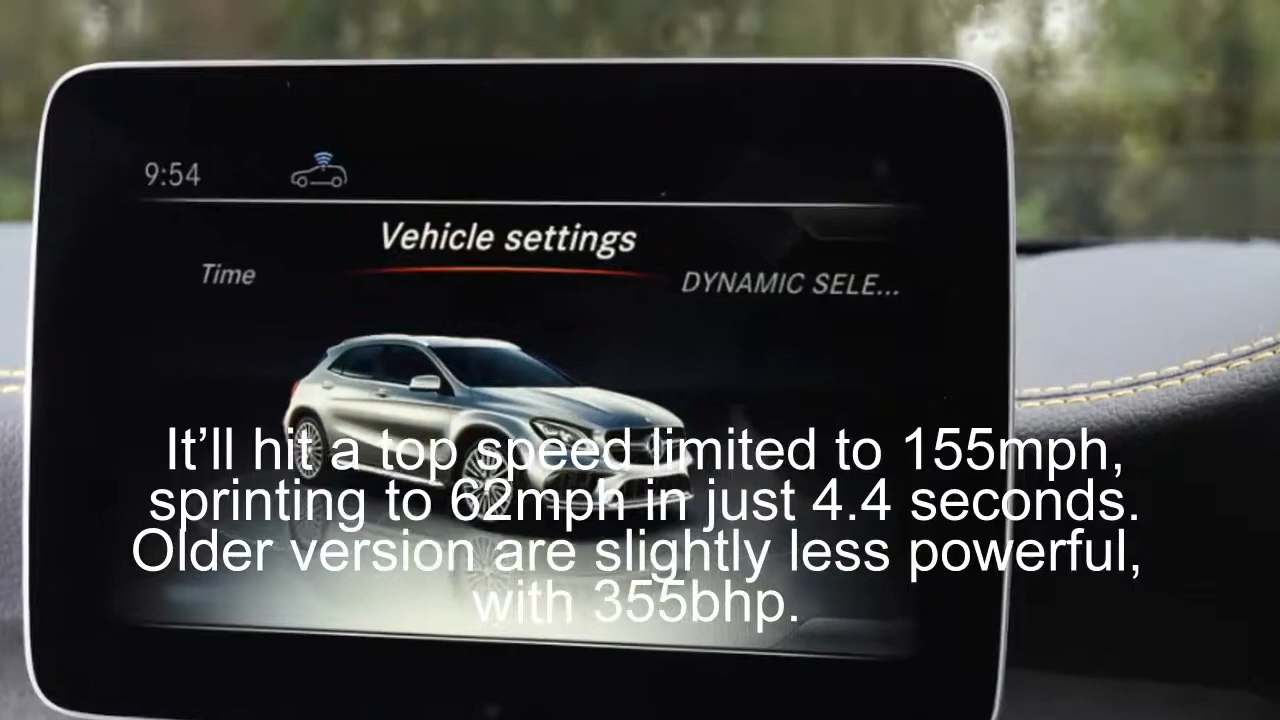 9:54
Vehicle settings
Time
DYNAMIC SELE...
It’ll hit a top speed limited to 155mph,
sprinting to 62mph in just 4.4 seconds.
Older version are slightly less powerful,
with 355bhp.